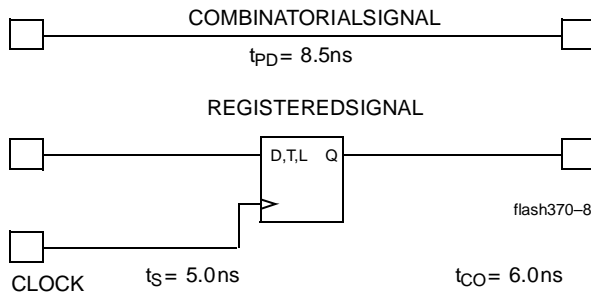 COMBINATORIALSIGNAL
tPD= 8.5ns
REGISTEREDSIGNAL
D,T,L Q
flash370–8
CLOCK tS= 5.0ns tCO= 6.0ns